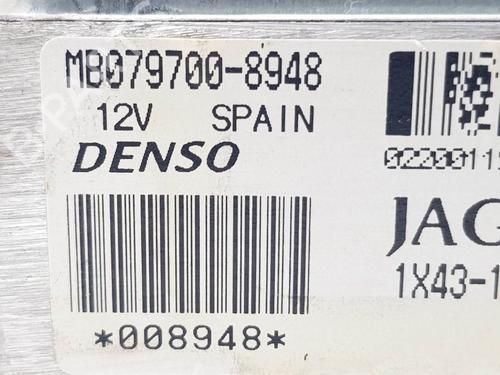 MB079700-8948
12V SPAIN
DENSO
*008948*
JAG
1X43-1